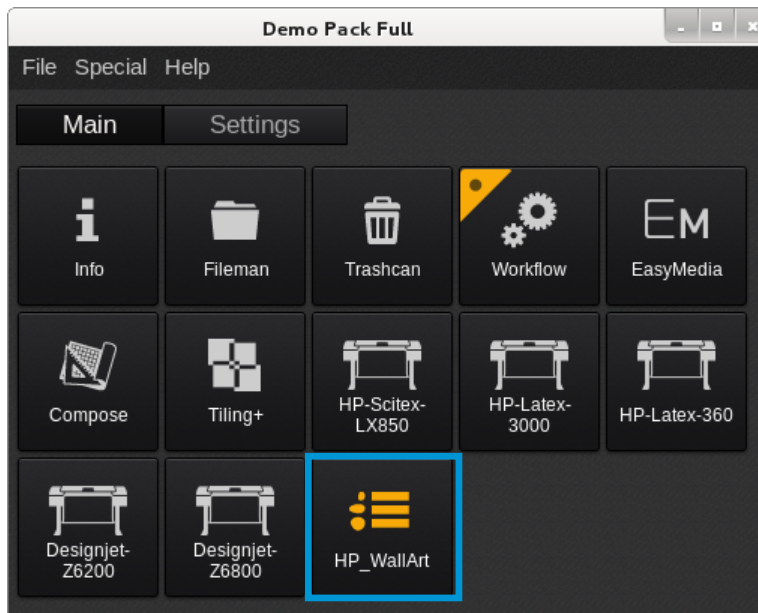 Demo Pack Full
File Special Help
Main Settings
Info Fileman Trashcan Workflow EasyMedia
EM
Compose Tiling+ HP-Scitex-
LX850 HP-Latex-
3000 HP-Latex-360
Designjet-
Z6200 Designjet-
Z6800 HP_WallArt